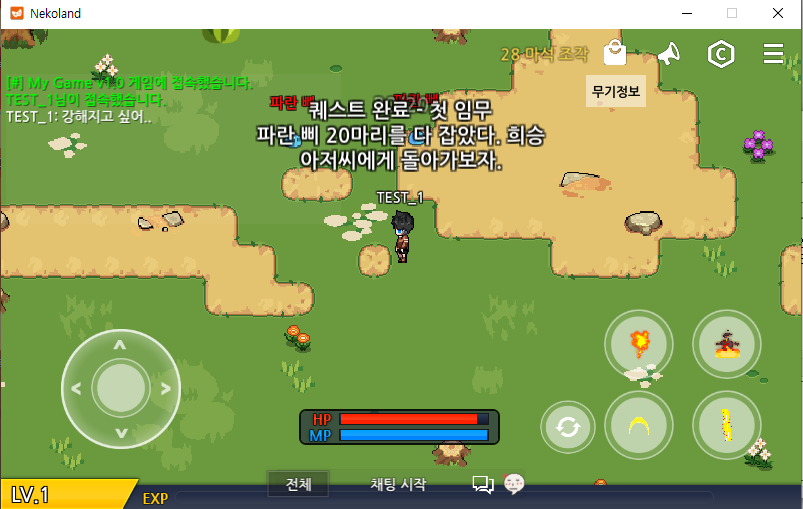 Nekoland
28 마석 조각
무기정보
[#] My Game v1.0 게임에 접속했습니다.
TEST_1님이 접속했습니다.
TEST_1: 강해지고 싶어..
파란 삐
파란 삐
퀘스트 완료 - 첫 임무
파란 삐 20마리를 다 잡았다. 희승
아저씨에게 돌아가보자.
TEST_1
HP
MP
전체
채팅 시작
LV.1
EXP